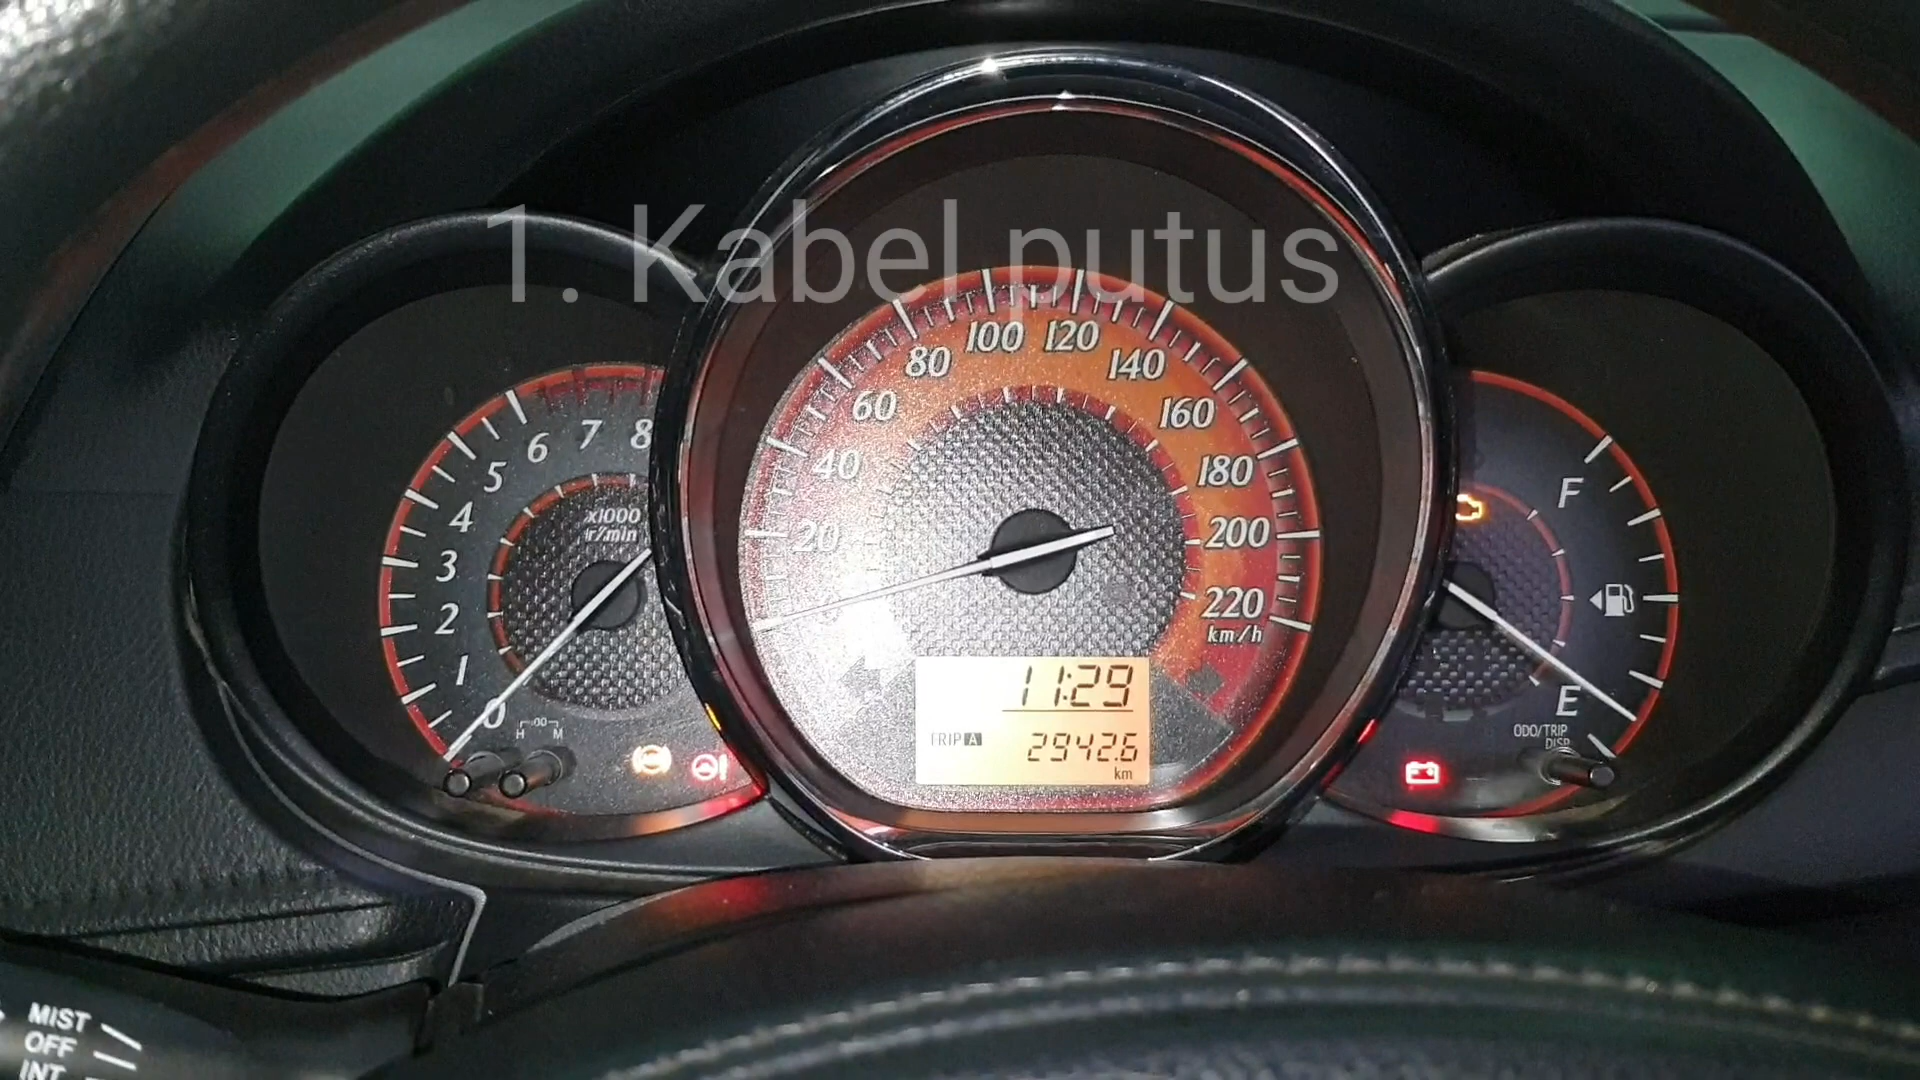 1. Kabel putus
100 120
80 140
60 160
40 180
20 200
220
km/h
5 6 7 8
4
3
2
1
0
x1000
r/min
H :00 M
F
E
ODO/TRIP
DISP
11:29
TRIP A 2942.6
km
MIST
OFF
INT